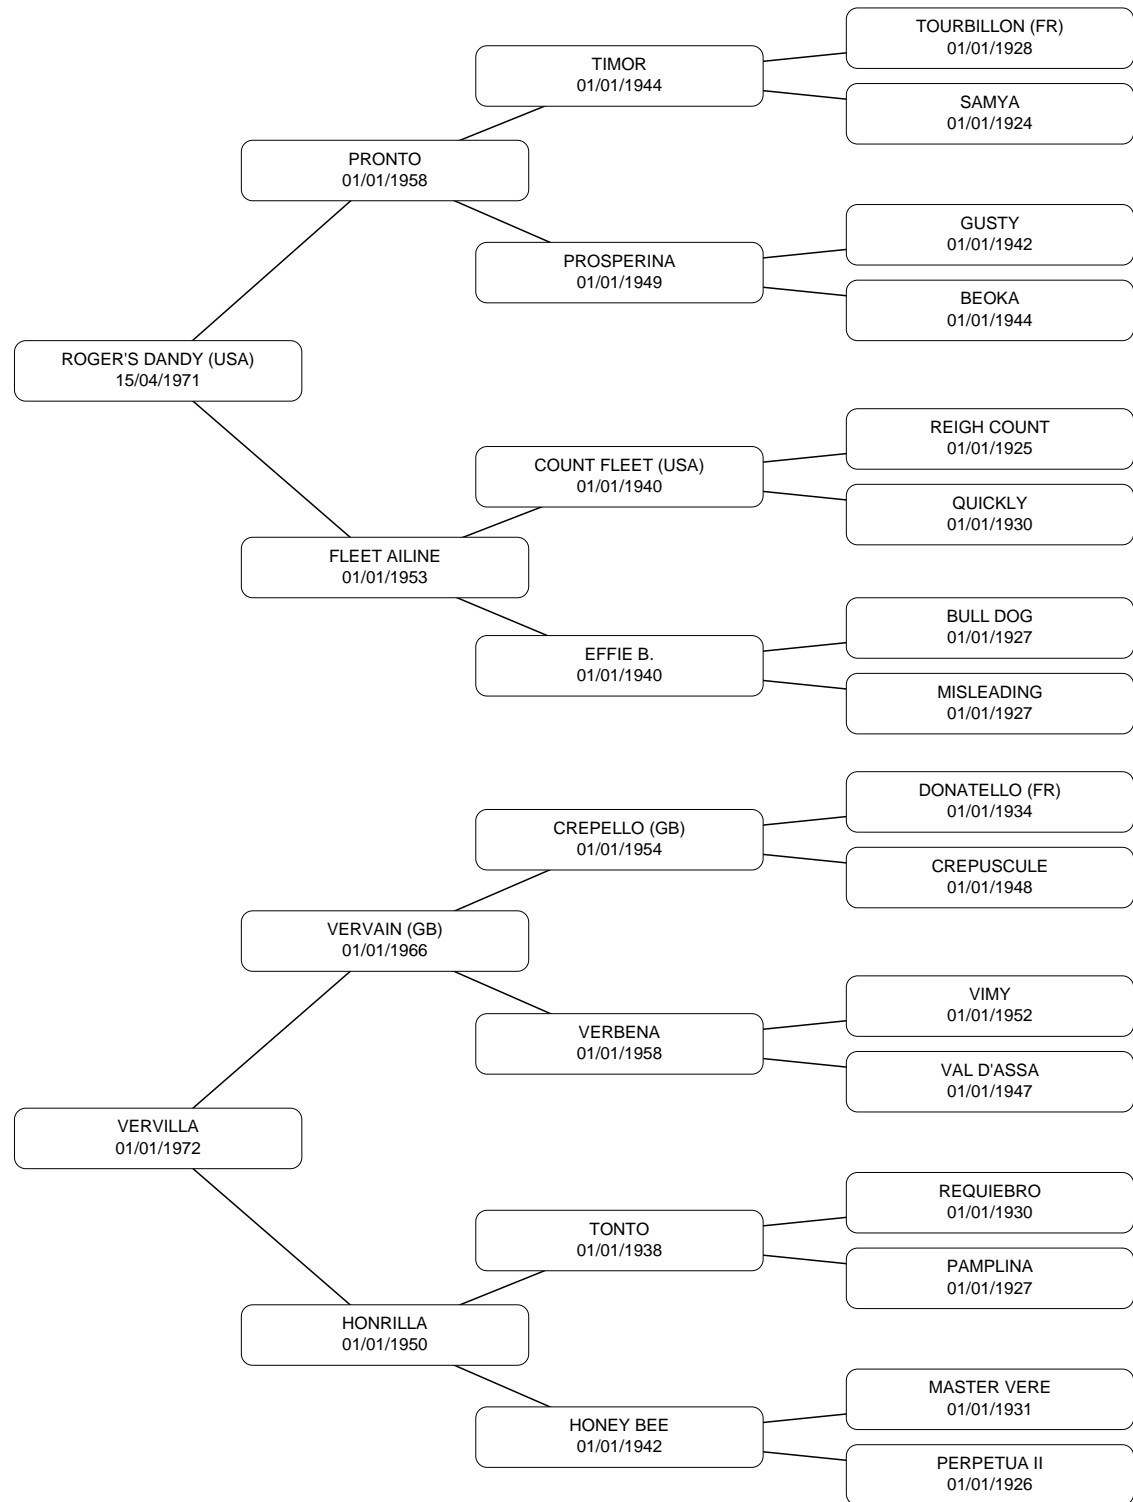 TOURBILLON (FR)
01/01/1928
TIMOR
01/01/1944
SAMYA
01/01/1924
PRONTO
01/01/1958
GUSTY
01/01/1942
PROSPERINA
01/01/1949
BEOKA
01/01/1944
ROGER'S DANDY (USA)
15/04/1971
REIGH COUNT
01/01/1925
COUNT FLEET (USA)
01/01/1940
QUICKLY
01/01/1930
FLEET AILINE
01/01/1953
BULL DOG
01/01/1927
EFFIE B.
01/01/1940
MISLEADING
01/01/1927
DONATELLO (FR)
01/01/1934
CREPELLO (GB)
01/01/1954
CREPUSCULE
01/01/1948
VERVAIN (GB)
01/01/1966
VIMY
01/01/1952
VERBENA
01/01/1958
VAL D'ASSA
01/01/1947
VERVILLA
01/01/1972
REQUIEBRO
01/01/1930
TONTO
01/01/1938
PAMPLINA
01/01/1927
HONRILLA
01/01/1950
MASTER VERE
01/01/1931
HONEY BEE
01/01/1942
PERPETUA II
01/01/1926